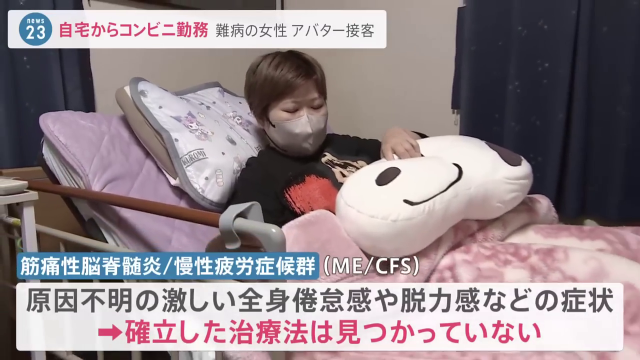 news 23
自宅からコンビニ勤務 難病の女性 アバター接客
筋痛性脳脊髄炎/慢性疲労症候群 (ME/CFS)
原因不明の激しい全身倦怠感や脱力感などの症状
➡確立した治療法は見つかっていない